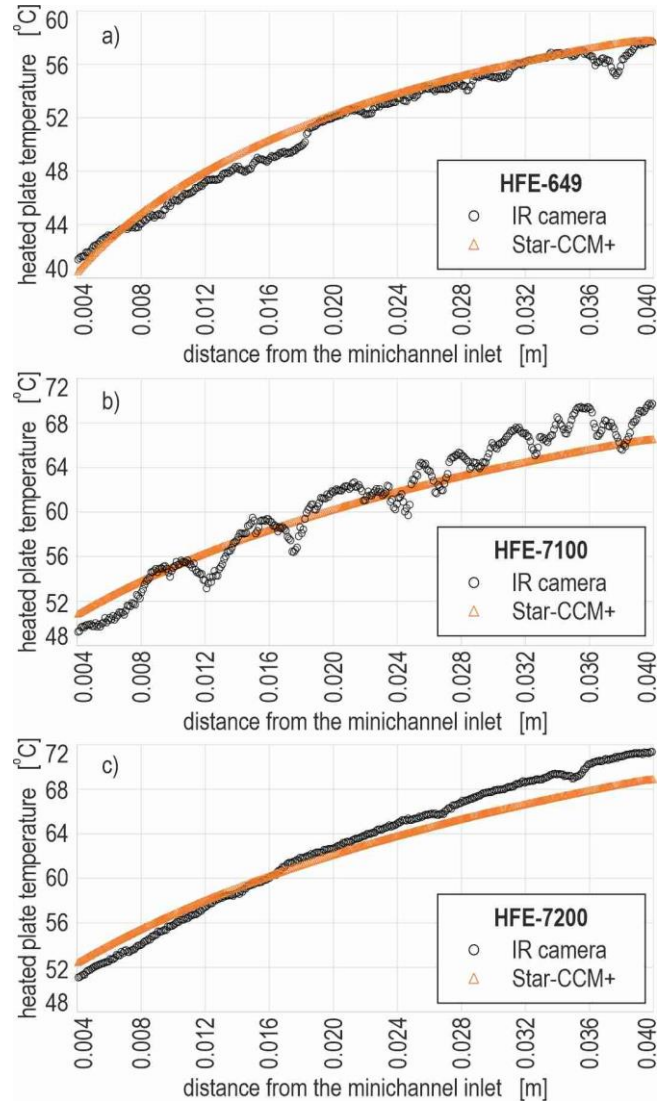 heated plate temperature [°C]
60
56
52
48
44
40
a)
HFE-649
IR camera
Star-CCM+
0.004
0.008
0.012
0.016
0.020
0.024
0.028
0.032
0.036
0.040
distance from the minichannel inlet [m]
heated plate temperature [°C]
72
68
64
60
56
52
48
b)
HFE-7100
IR camera
Star-CCM+
0.004
0.008
0.012
0.016
0.020
0.024
0.028
0.032
0.036
0.040
distance from the minichannel inlet [m]
heated plate temperature [°C]
72
68
64
60
56
52
48
c)
HFE-7200
IR camera
Star-CCM+
0.004
0.008
0.012
0.016
0.020
0.024
0.028
0.032
0.036
0.040
distance from the minichannel inlet [m]